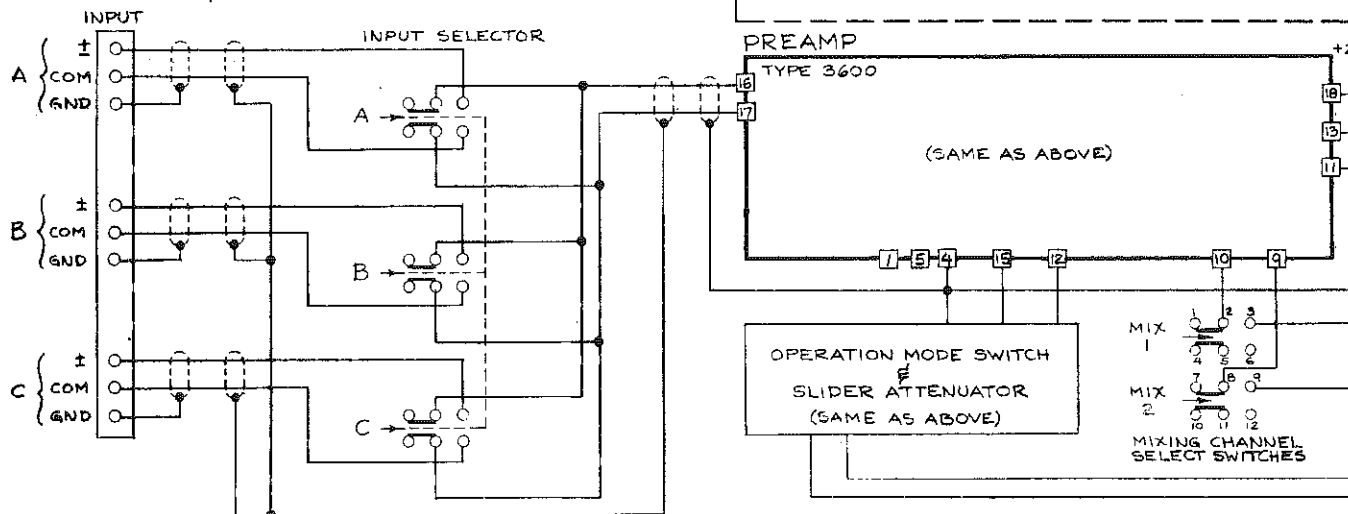 INPUT
A
±
COM
GND
B
±
COM
GND
C
±
COM
GND
INPUT SELECTOR
A
B
C
PREAMP
TYPE 3600
16
17
(SAME AS ABOVE)
+2
18
13
11
1
5
4
15
12
10
9
OPERATION MODE SWITCH
&
SLIDER ATTENUATOR
(SAME AS ABOVE)
MIX
1
1 2 3
4 5 6
MIX
2
7 8 9
10 11 12
MIXING CHANNEL
SELECT SWITCHES